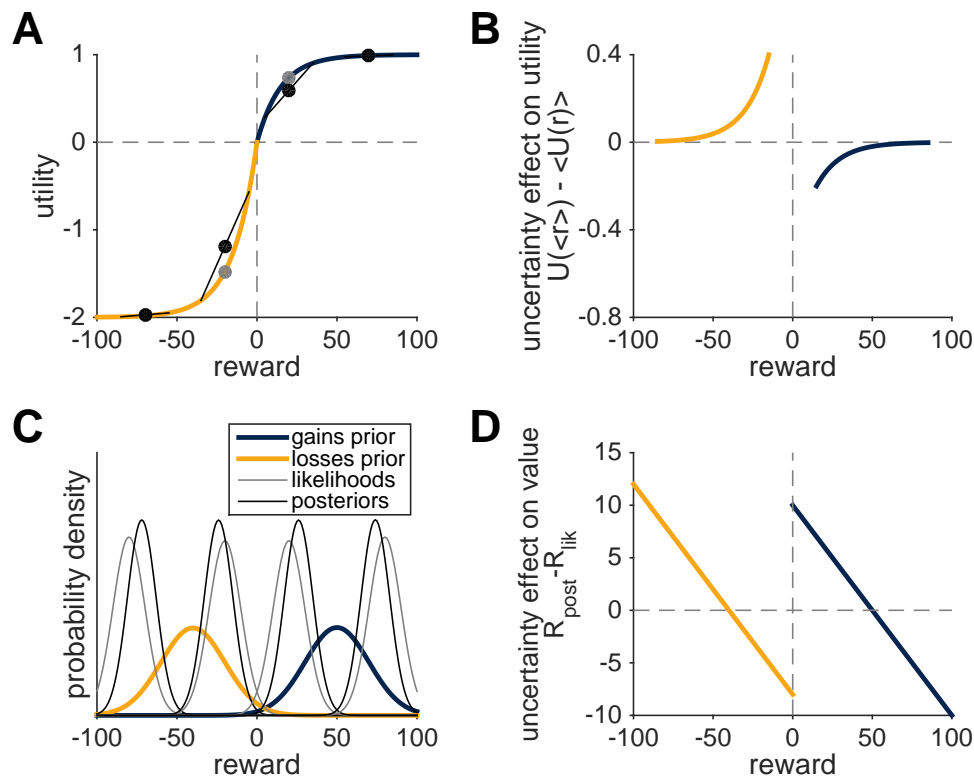 A
1
0
-1
-2
utility
-100
-50
0
50
100
reward
B
0.4
0
-0.4
-0.8
uncertainty effect on utility
U(<r>) - <U(r)>
-100
-50
0
50
100
reward
C
gains prior
losses prior
likelihoods
posteriors
probability density
-100
-50
0
50
100
reward
D
15
10
5
0
-5
-10
uncertainty effect on value
R_post-R_lik
-100
-50
0
50
100
reward